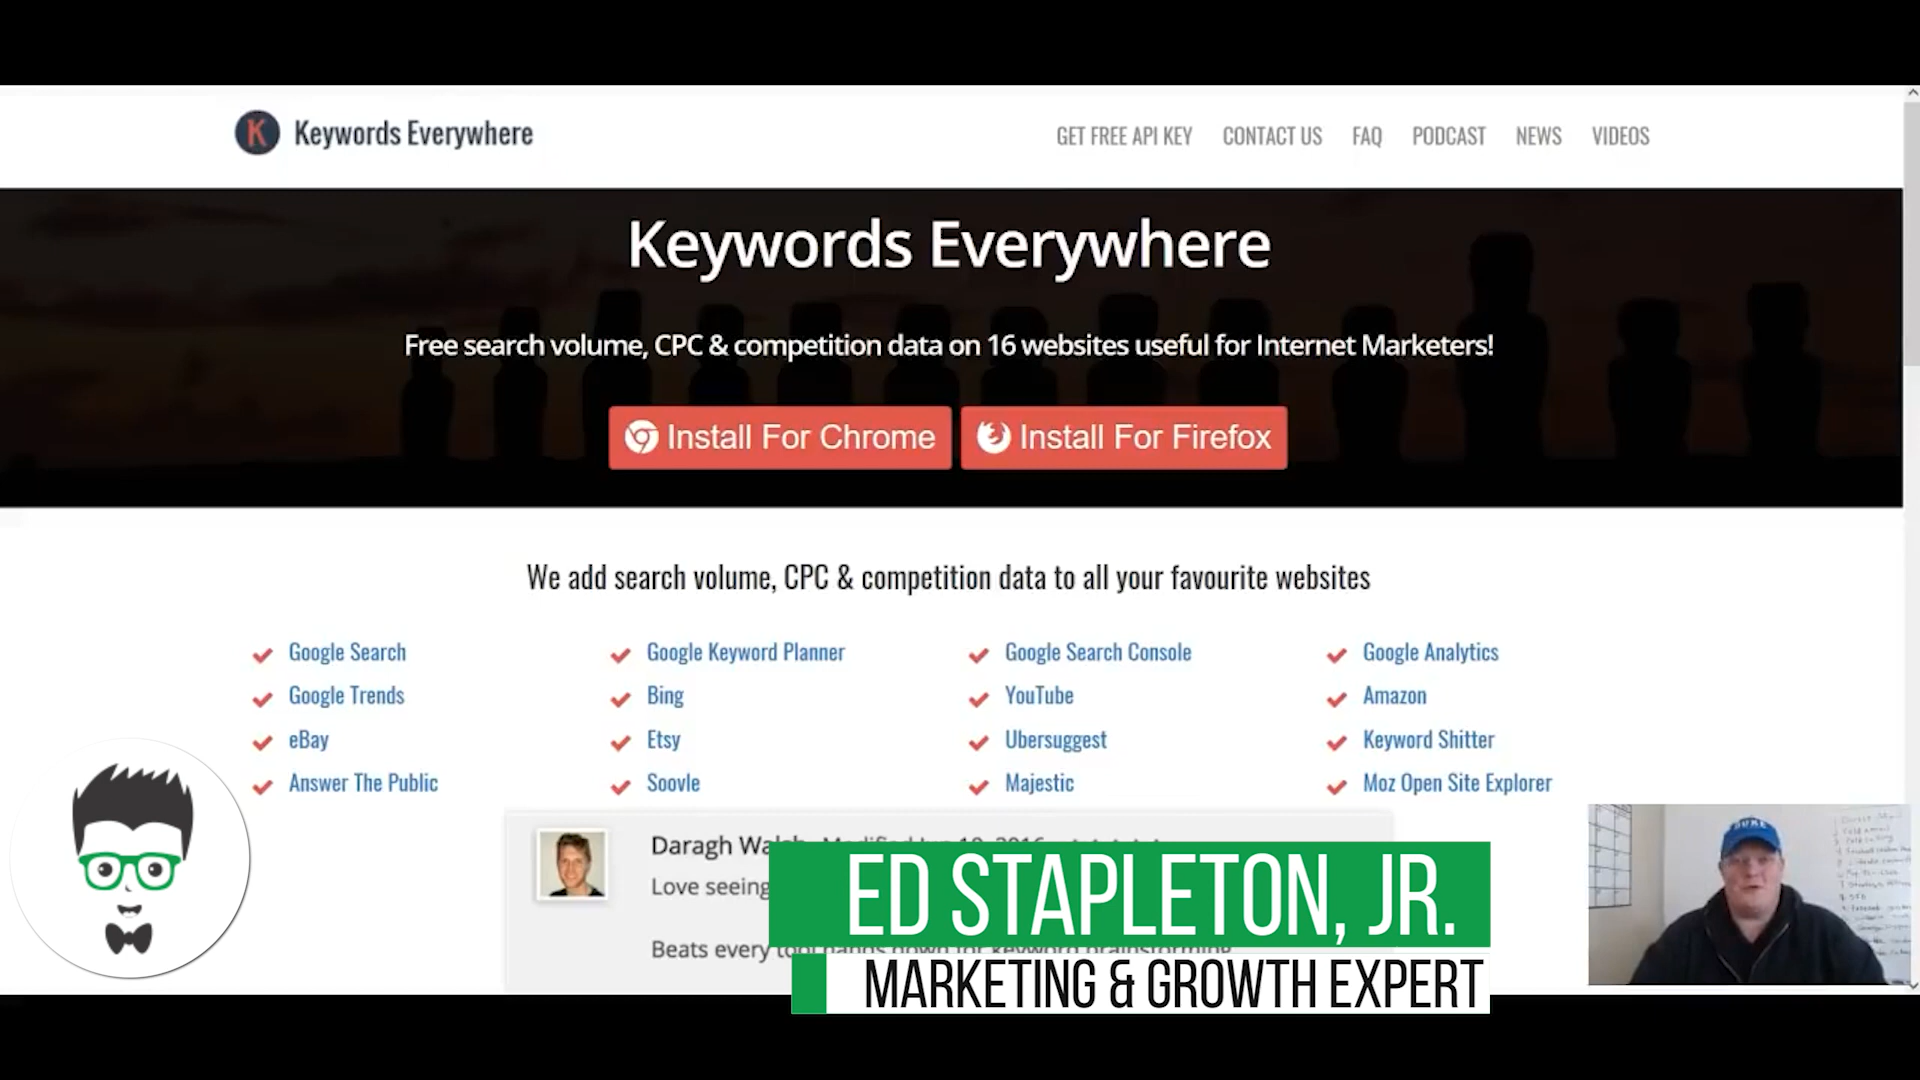 K Keywords Everywhere
GET FREE API KEY CONTACT US FAQ PODCAST NEWS VIDEOS
Keywords Everywhere
Free search volume, CPC & competition data on 16 websites useful for Internet Marketers!
Install For Chrome Install For Firefox
We add search volume, CPC & competition data to all your favourite websites
Google Search Google Keyword Planner Google Search Console Google Analytics
Google Trends Bing YouTube Amazon
eBay Etsy Ubersuggest Keyword Shitter
Answer The Public Soovle Majestic Moz Open Site Explorer
Daragh
Love seeing
Beats every
ED STAPLETON, JR.
MARKETING & GROWTH EXPERT
DUKE